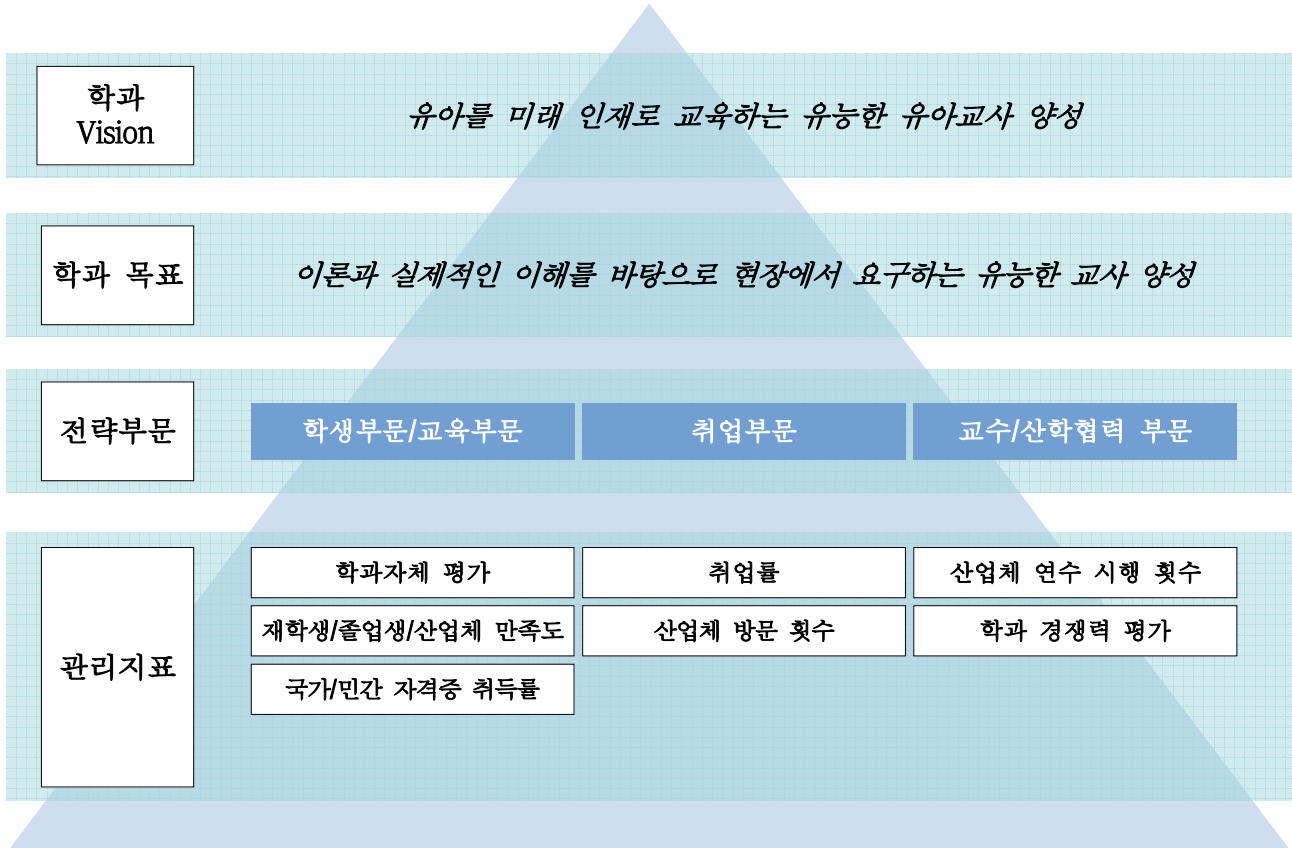 학과
Vision
유아를 미래 인재로 교육하는 유능한 유아교사 양성
학과 목표
이론과 실제적인 이해를 바탕으로 현장에서 요구하는 유능한 교사 양성
전략부문
학생부문/교육부문
취업부문
교수/산학협력 부문
관리지표
학과자체 평가
취업률
산업체 연수 시행 횟수
재학생/졸업생/산업체 만족도
산업체 방문 횟수
학과 경쟁력 평가
국가/민간 자격증 취득률